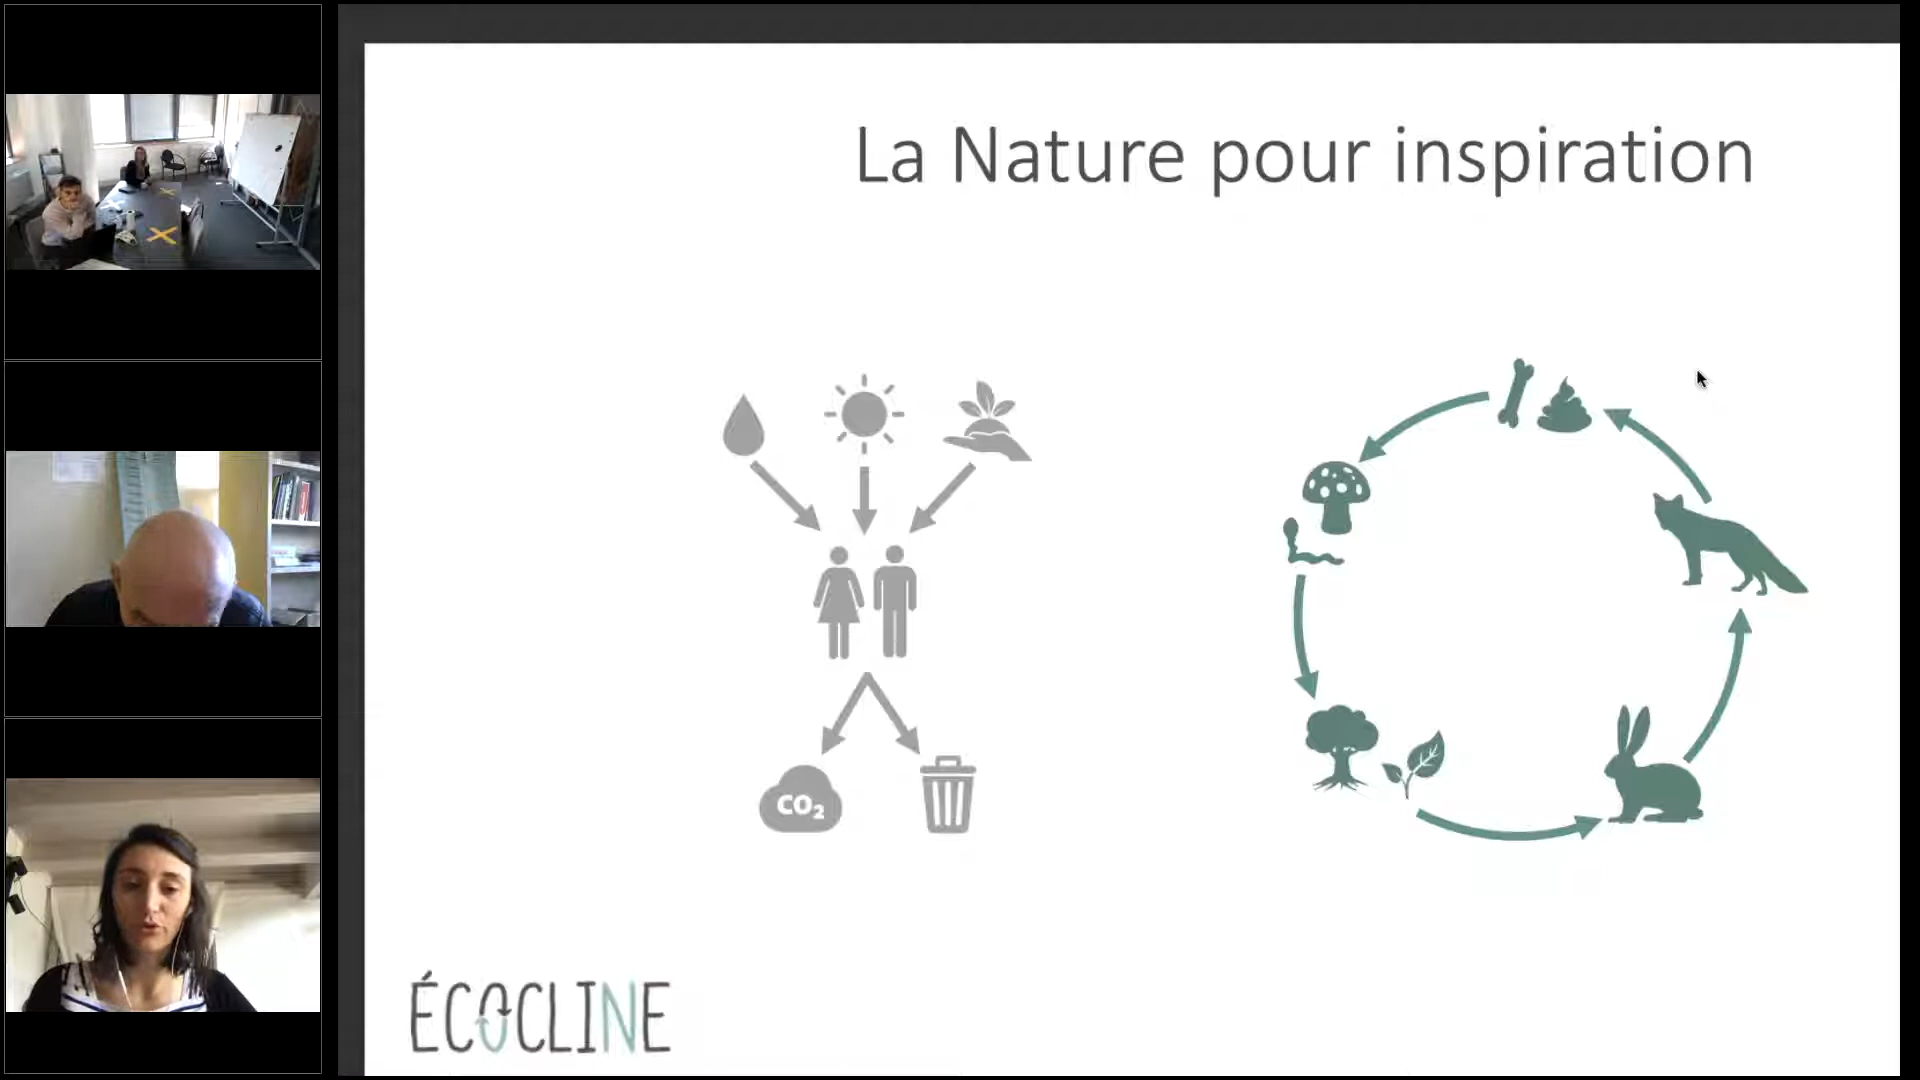 La Nature pour inspiration
CO₂
ÉCOCLINE